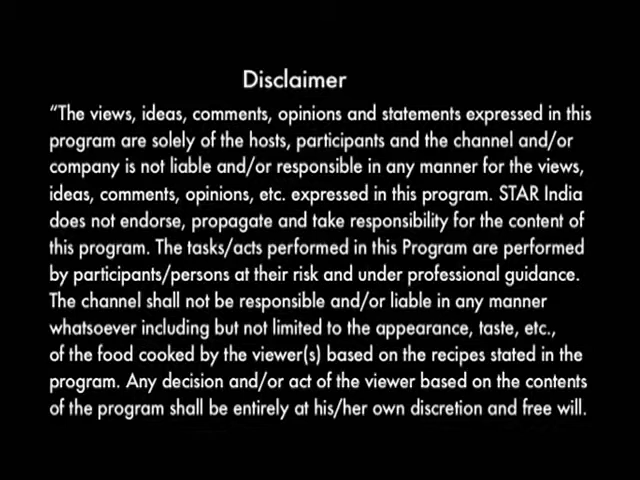 Disclaimer
“The views, ideas, comments, opinions and statements expressed in this
program are solely of the hosts, participants and the channel and/or
company is not liable and/or responsible in any manner for the views,
ideas, comments, opinions, etc. expressed in this program. STAR India
does not endorse, propagate and take responsibility for the content of
this program. The tasks/acts performed in this Program are performed
by participants/persons at their risk and under professional guidance.
The channel shall not be responsible and/or liable in any manner
whatsoever including but not limited to the appearance, taste, etc.,
of the food cooked by the viewer(s) based on the recipes stated in the
program. Any decision and/or act of the viewer based on the contents
of the program shall be entirely at his/her own discretion and free will.